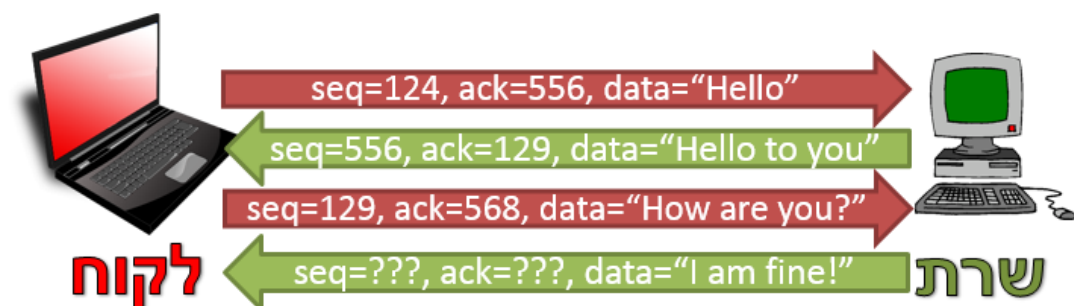 seq=124, ack=556, data=“Hello”
seq=556, ack=129, data=“Hello to you”
seq=129, ack=568, data=“How are you?”
seq=???, ack=???, data=“I am fine!”
לקוח
שרת